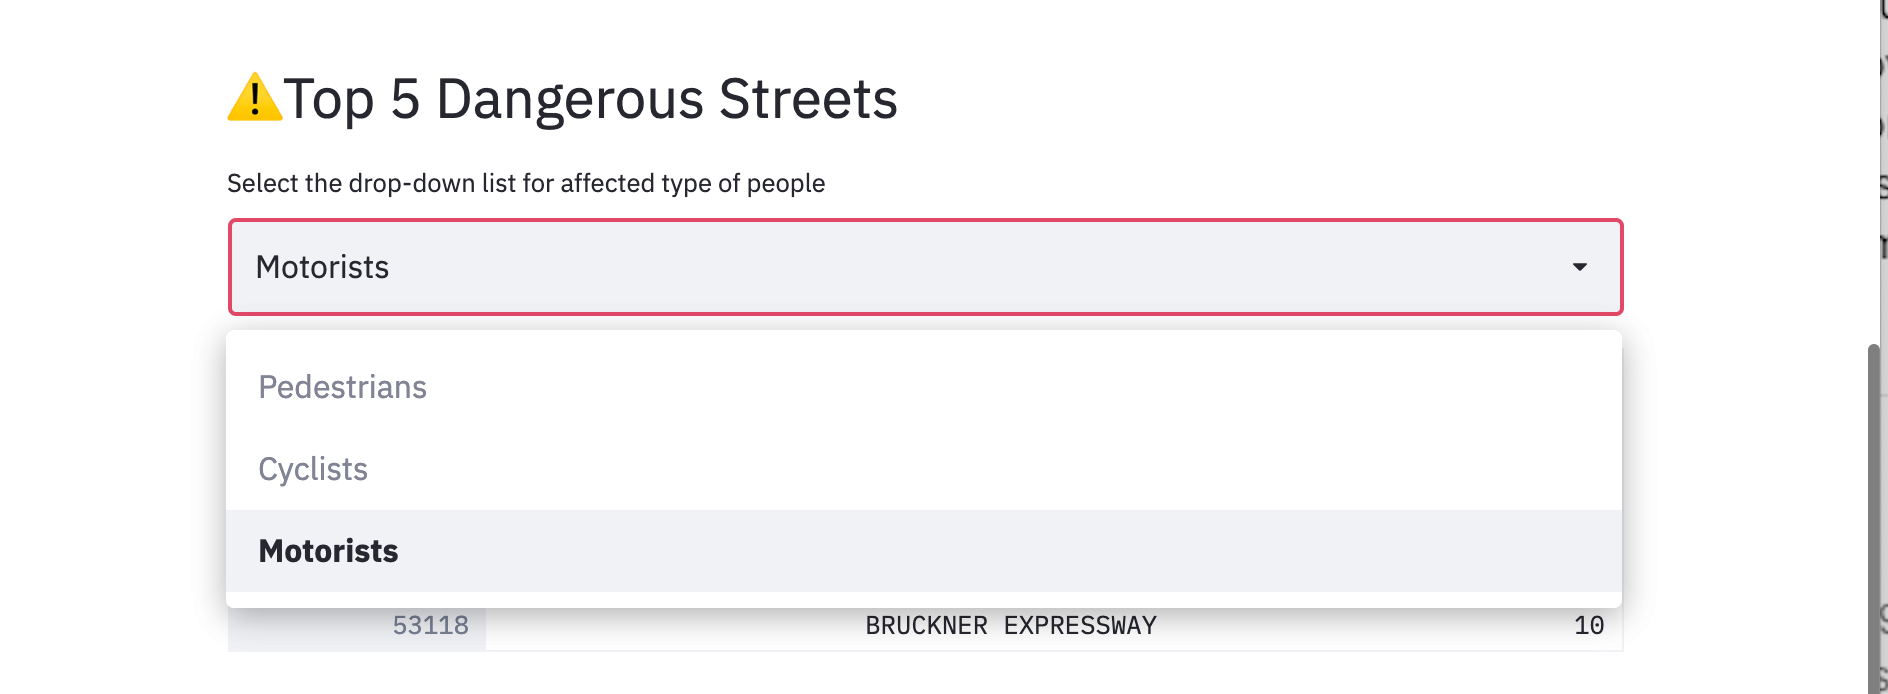 ⚠️Top 5 Dangerous Streets
Select the drop-down list for affected type of people
Motorists
Pedestrians
Cyclists
Motorists
53118 BRUCKNER EXPRESSWAY 10